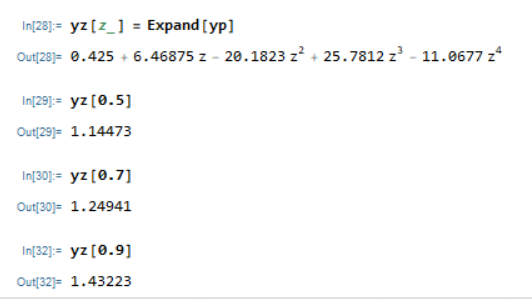 In[28]:= yz[z_] = Expand[yp]
Out[28]= 0.425 + 6.46875 z - 20.1823 z² + 25.7812 z³ - 11.0677 z⁴
In[29]:= yz[0.5]
Out[29]= 1.14473
In[30]:= yz[0.7]
Out[30]= 1.24941
In[32]:= yz[0.9]
Out[32]= 1.43223